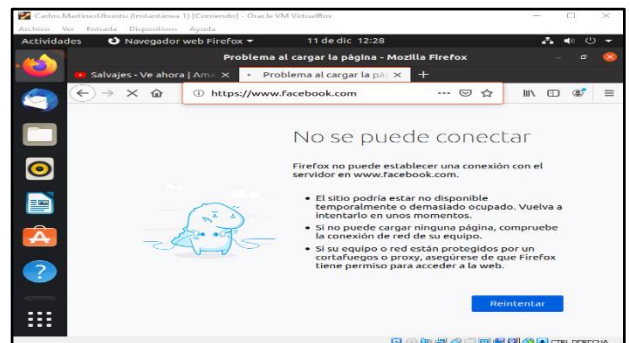 Carlos.MartinezUbuntu (Instantánea 1) [Corriendo] - Oracle VM VirtualBox
Archivo Ver Entrada Dispositivos Ayuda
Actividades Navegador web Firefox 11 de dic 12:28
Problema al cargar la página - Mozilla Firefox
Salvajes - Ve ahora | Ama Problema al cargar la pág
https://www.facebook.com
No se puede conectar
Firefox no puede establecer una conexión con el
servidor en www.facebook.com.
El sitio podría estar no disponible
temporalmente o demasiado ocupado. Vuelva a
intentarlo en unos momentos.
Si no puede cargar ninguna página, compruebe
la conexión de red de su equipo.
Si su equipo o red están protegidos por un
cortafuegos o proxy, asegúrese de que Firefox
tiene permiso para acceder a la web.
Reintentar
CTRL DERECHA